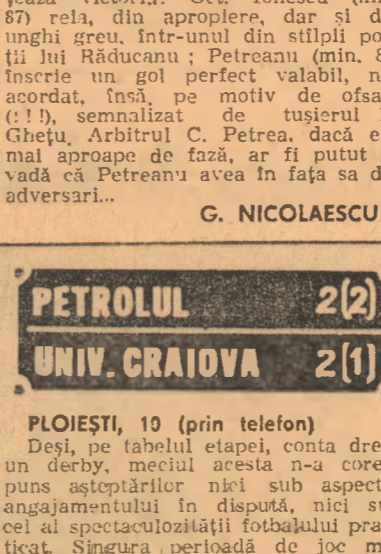 87) reia, din apropiere, dar și d
unghi greu, într-unul din stîlpii po
ții lui Răducanu ; Petreanu (min. 8
înscrie un gol perfect valabil, n
acordat, însă, pe motiv de ofsa
(! ! !), semnalizat de tușierul
Ghețu. Arbitrul C. Petrea, dacă e
mai aproape de fază, ar fi putut
vadă că Petreanu avea în fața sa d
adversari...
G. NICOLAESCU
PETROLUL 2(2)
UNIV. CRAIOVA 2(1)
PLOIEȘTI, 10 (prin telefon)
Deși, pe tabelul etapei, conta dre
un derby, meciul acesta n-a core
puns așteptărilor nici sub aspect
angajamentului în dispută, nici su
cel al spectaculozității fotbalului pra
ticat. Singura perioadă de joc m